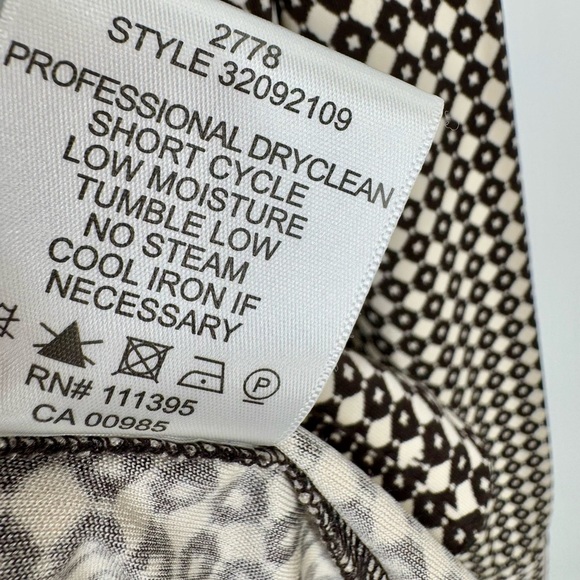 2778
STYLE 32092109
PROFESSIONAL DRYCLEAN
SHORT CYCLE
LOW MOISTURE
TUMBLE LOW
NO STEAM
COOL IRON IF
NECESSARY
P
RN# 111395
CA 00985